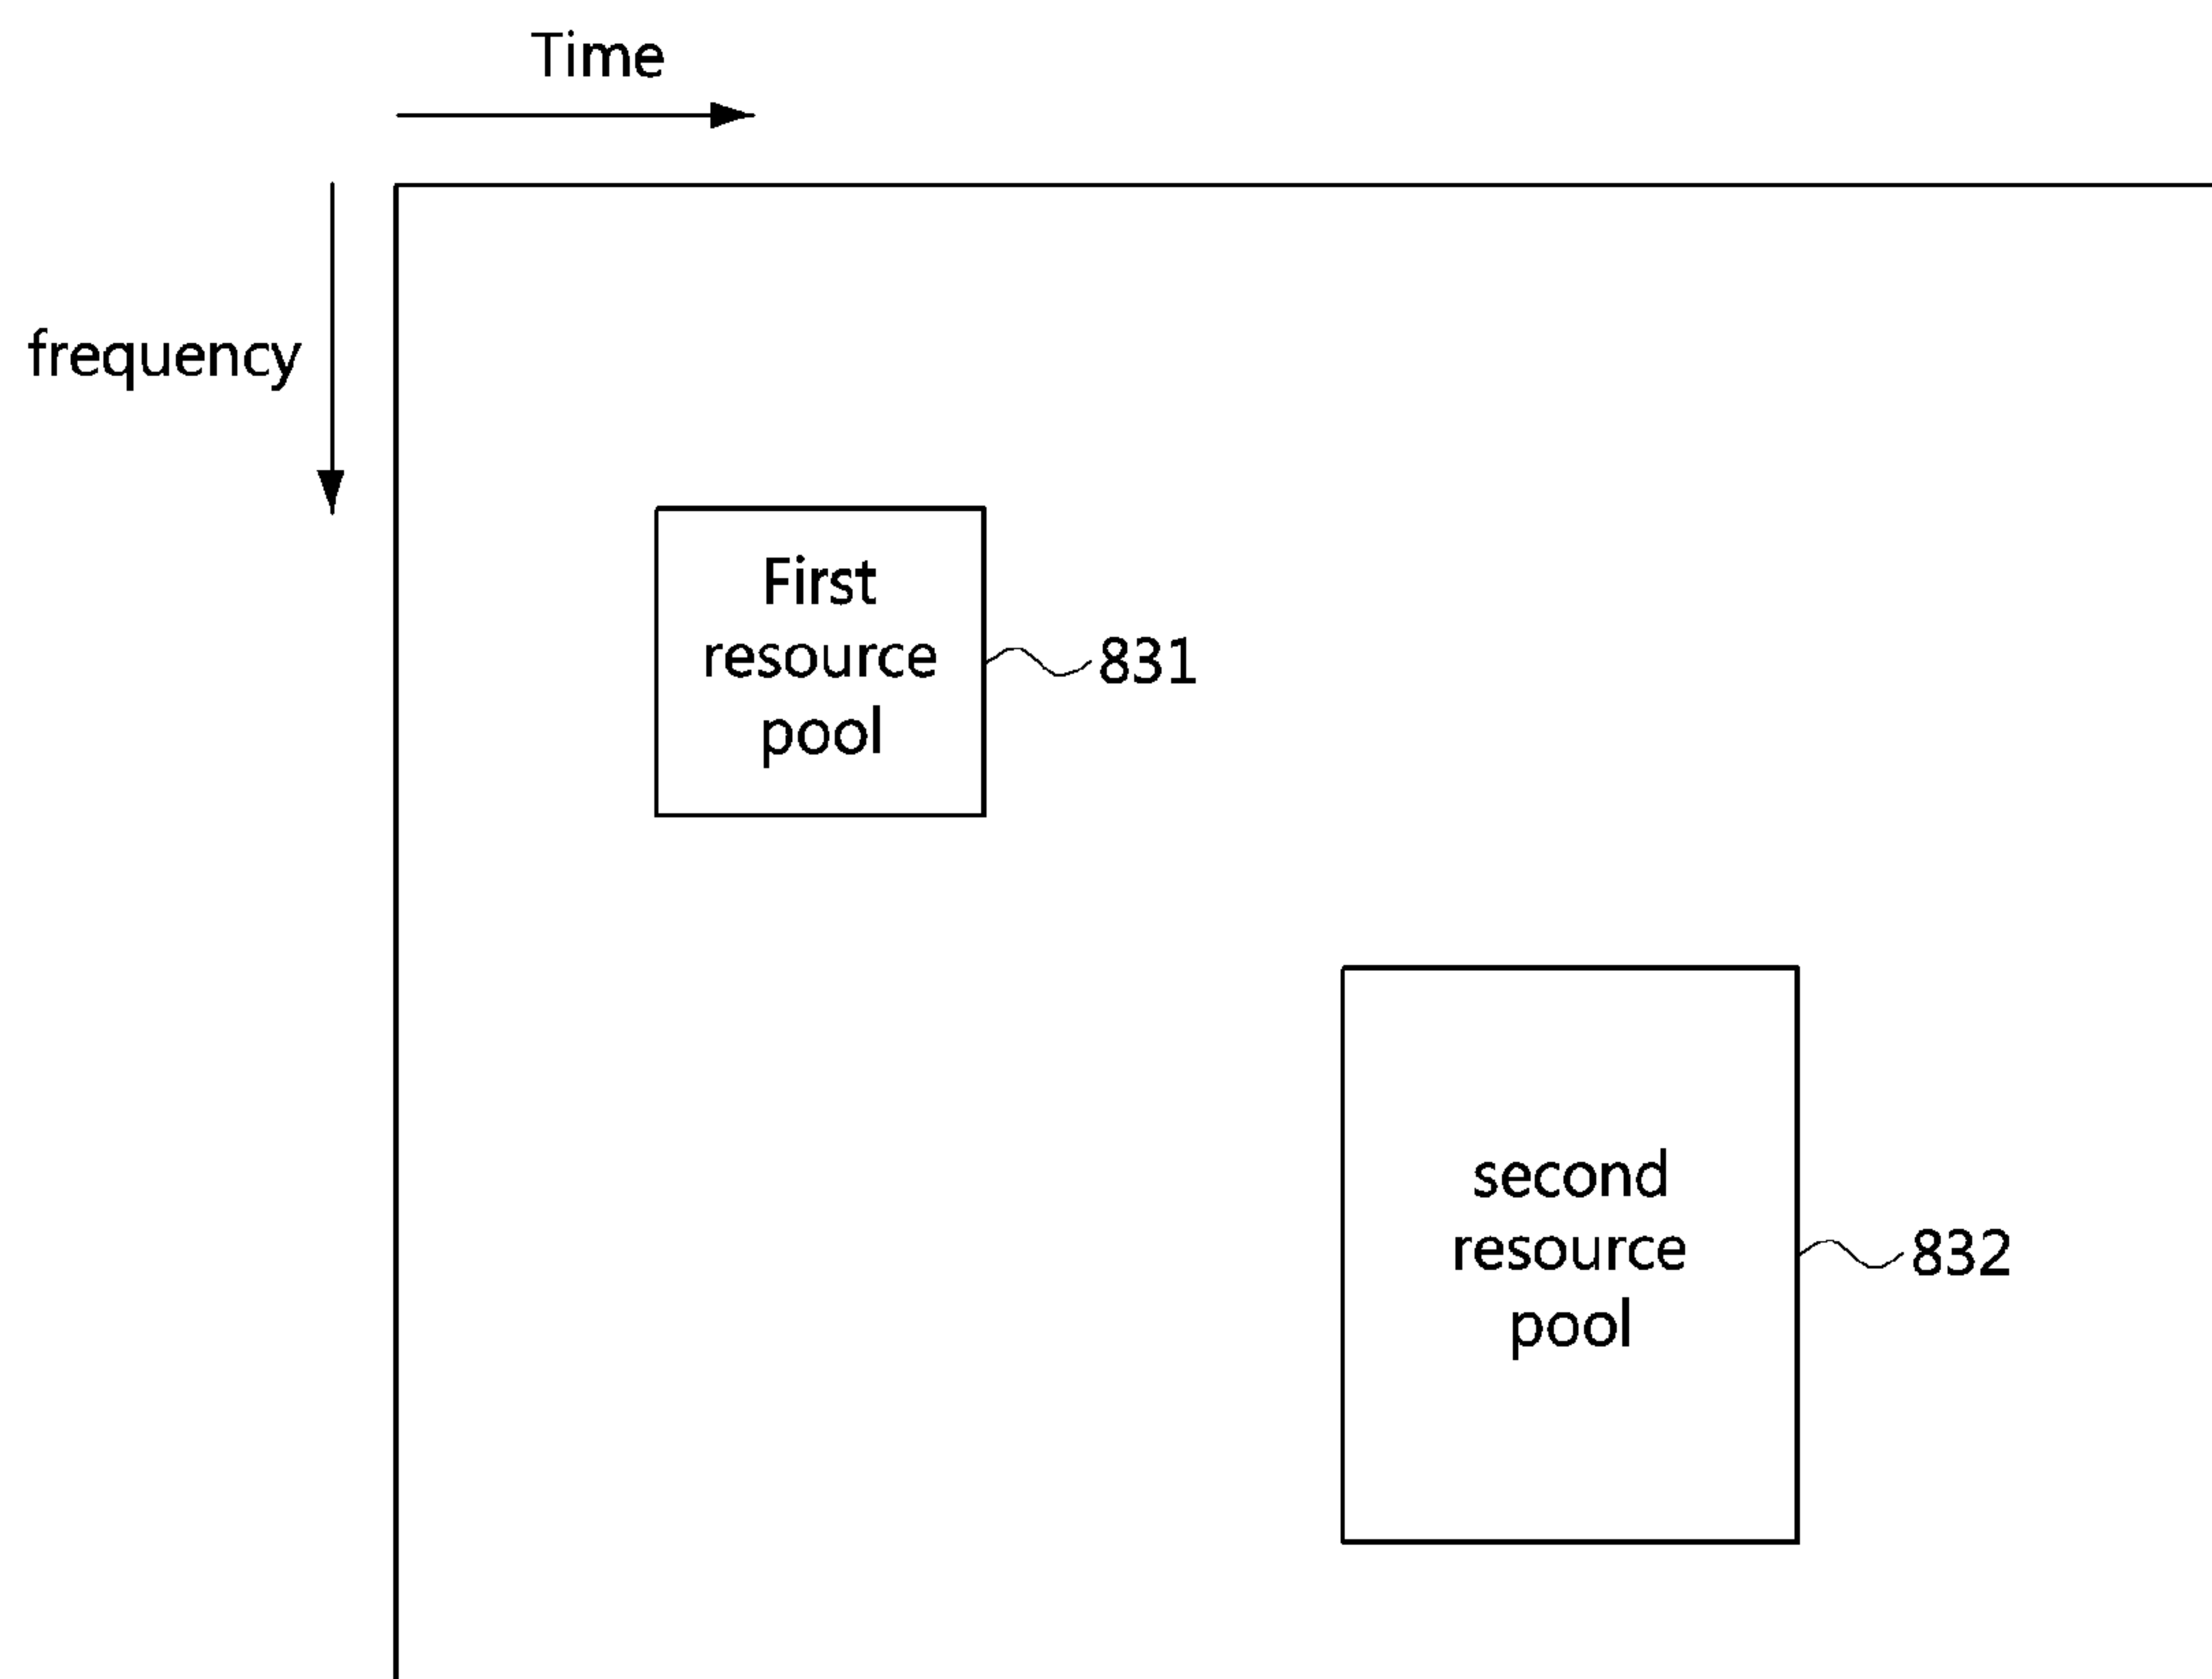 Time
frequency
First
resource
pool
831
second
resource
pool
832